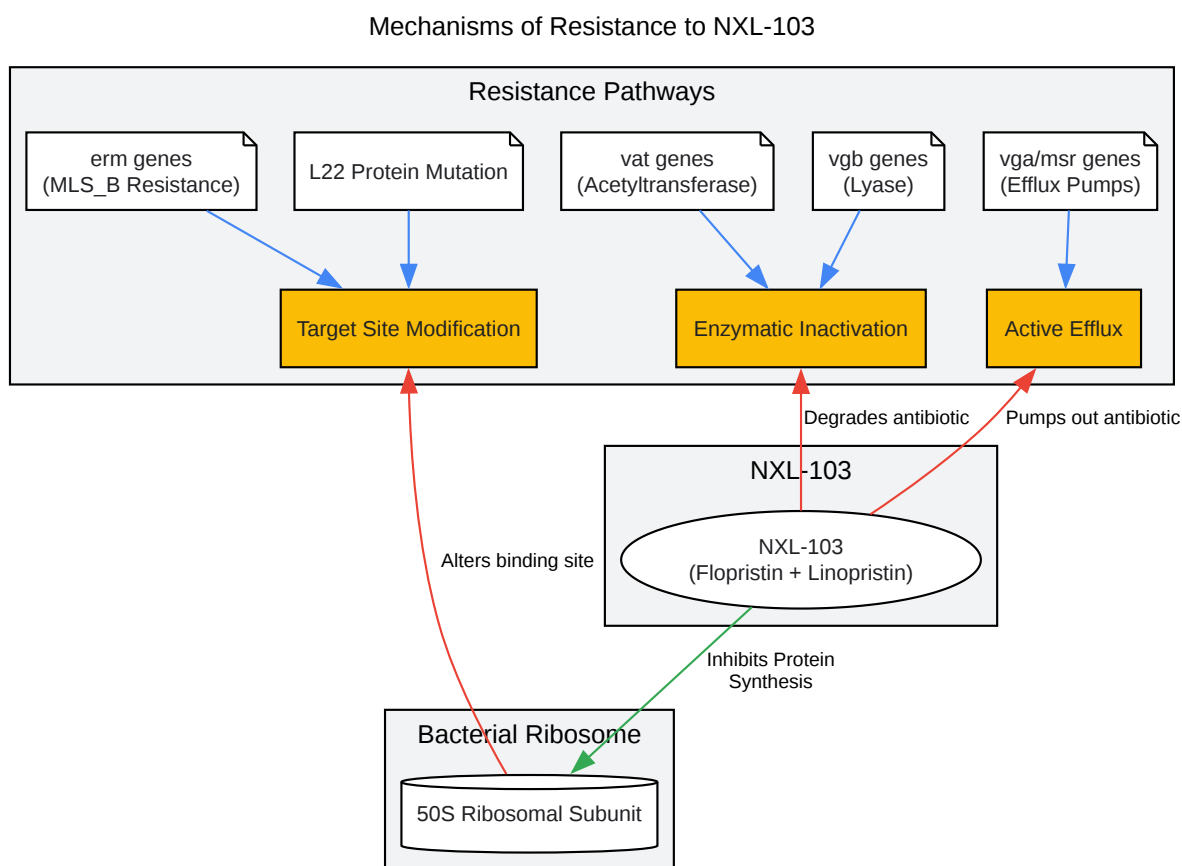 Mechanisms of Resistance to NXL-103
Resistance Pathways
erm genes
(MLS_B Resistance)
L22 Protein Mutation
vat genes
(Acetyltransferase)
vgb genes
(Lyase)
vga/msr genes
(Efflux Pumps)
Target Site Modification
Enzymatic Inactivation
Active Efflux
Degrades antibiotic
Pumps out antibiotic
NXL-103
NXL-103
(Flopristin + Linopristin)
Alters binding site
Inhibits Protein
Synthesis
Bacterial Ribosome
50S Ribosomal Subunit